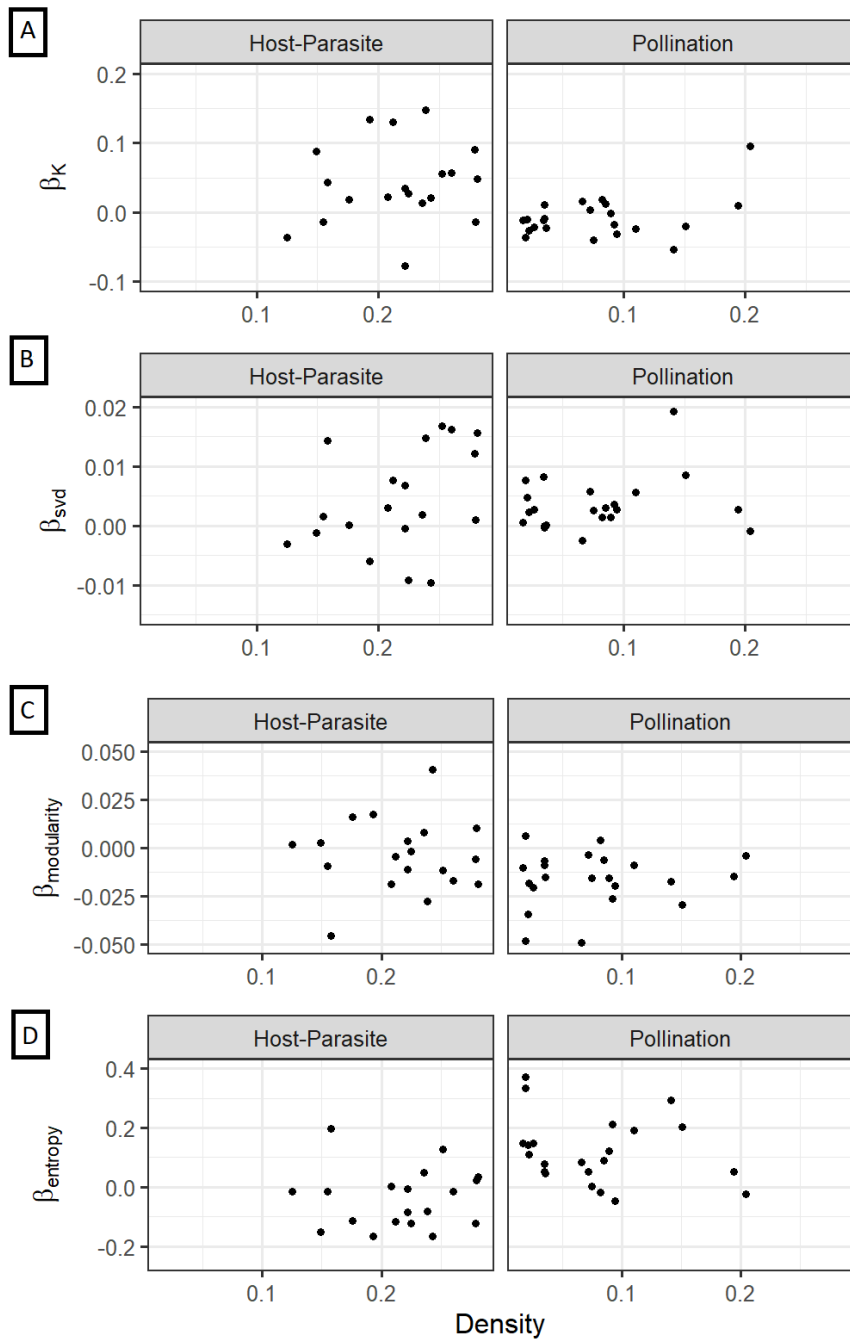 A
Host-Parasite Pollination
0.2
0.1
0.0
-0.1
βK
0.1 0.2 0.1 0.2
B
Host-Parasite Pollination
0.02
0.01
0.00
-0.01
βsvd
0.1 0.2 0.1 0.2
C
Host-Parasite Pollination
0.050
0.025
0.000
-0.025
-0.050
βmodularity
0.1 0.2 0.1 0.2
D
Host-Parasite Pollination
0.4
0.2
0.0
-0.2
βentropy
0.1 0.2 0.1 0.2
Density